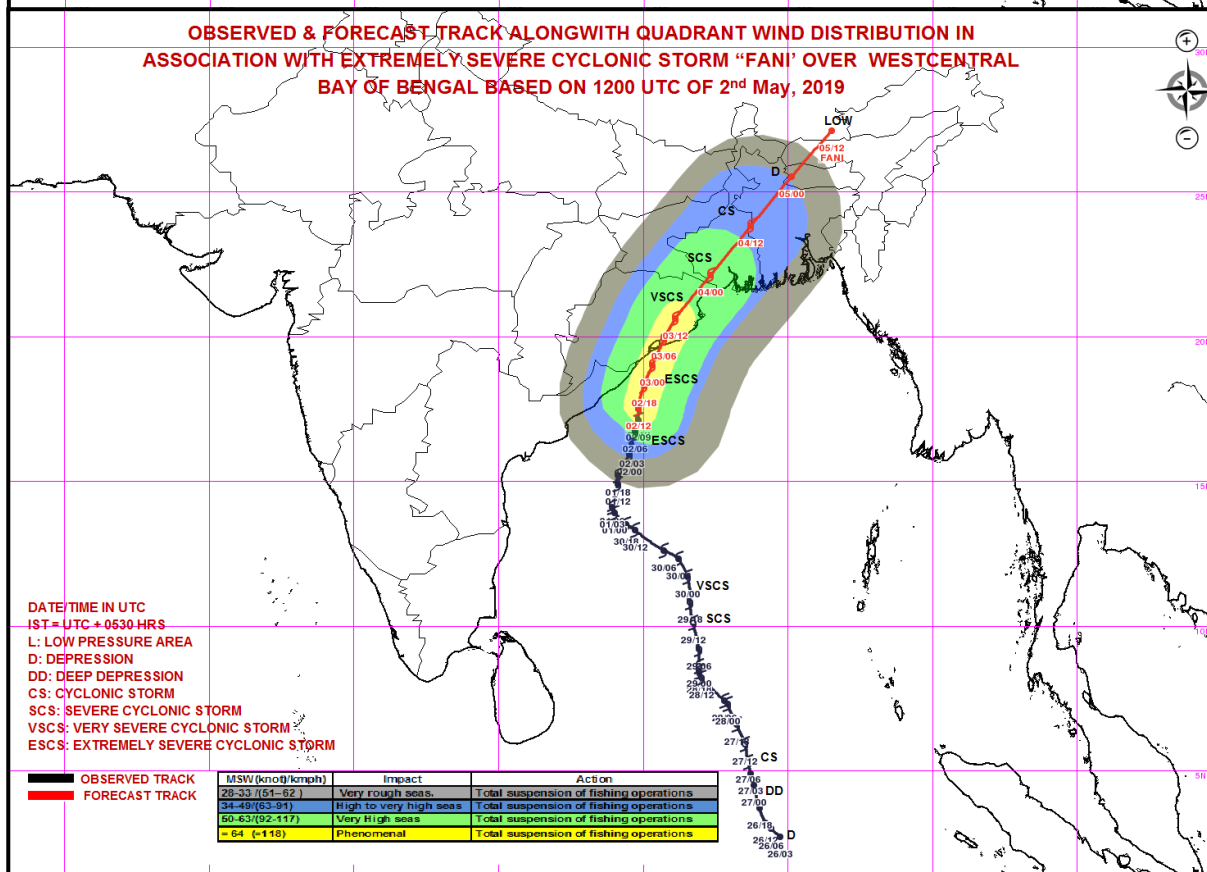 OBSERVED & FORECAST TRACK ALONGWITH QUADRANT WIND DISTRIBUTION IN
ASSOCIATION WITH EXTREMELY SEVERE CYCLONIC STORM “FANI’ OVER WESTCENTRAL
BAY OF BENGAL BASED ON 1200 UTC OF 2nd May, 2019
LOW
05/12
FANI
D
05/00
CS
04/12
SCS
04/00
VSCS
03/12
03/06
ESCS
03/00
02/18
02/12
02/09
ESCS
02/06
02/03
02/00
01/18
01/12
01/03
01/00
30/18
30/12
30/06
VSCS
30/00
29/18
SCS
29/12
29/06
29/00
28/12
28/00
27/12
CS
27/06
27/03
DD
27/00
26/18
D
26/12
26/06
26/03
25
20
15
5N
DATE/TIME IN UTC
IST = UTC + 0530 HRS
L: LOW PRESSURE AREA
D: DEPRESSION
DD: DEEP DEPRESSION
CS: CYCLONIC STORM
SCS: SEVERE CYCLONIC STORM
VSCS: VERY SEVERE CYCLONIC STORM
ESCS: EXTREMELY SEVERE CYCLONIC STORM
OBSERVED TRACK
FORECAST TRACK
MSW (knot)/kmph) Impact Action
28-33 /(51–62 ) Very rough seas. Total suspension of fishing operations
34-49/(63-91) High to very high seas Total suspension of fishing operations
50-63/(92-117) Very High seas Total suspension of fishing operations
= 64 (=118) Phenomenal Total suspension of fishing operations